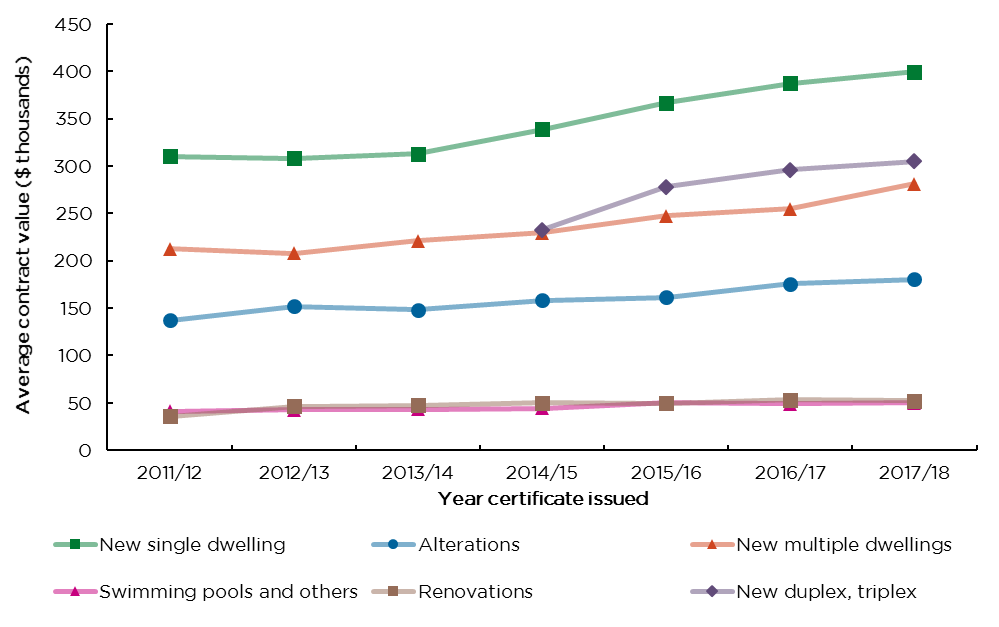 Average contract value ($ thousands)
450
400
350
300
250
200
150
100
50
0
2011/12 2012/13 2013/14 2014/15 2015/16 2016/17 2017/18
Year certificate issued
New single dwelling Alterations New multiple dwellings
Swimming pools and others Renovations New duplex, triplex